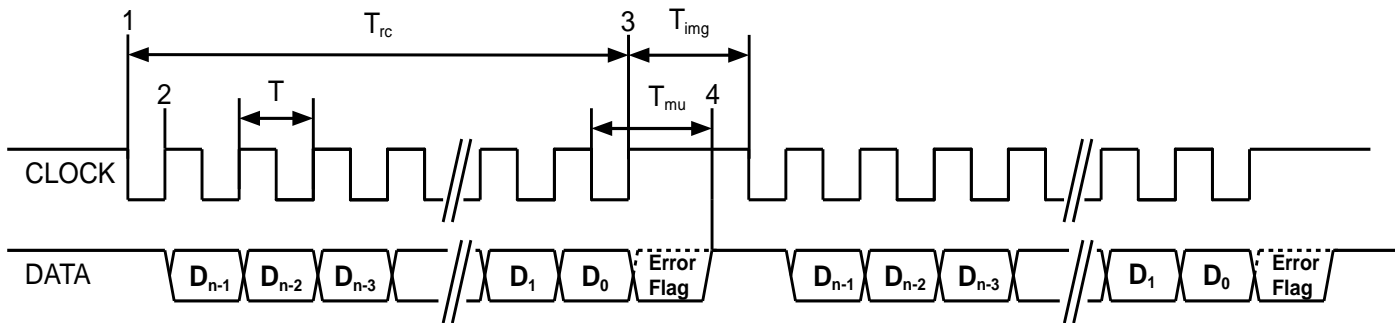 1 T_rc 3 T_img
2 T T_mu 4
CLOCK
DATA D_n-1 D_n-2 D_n-3 D_1 D_0 Error Flag D_n-1 D_n-2 D_n-3 D_1 D_0 Error Flag